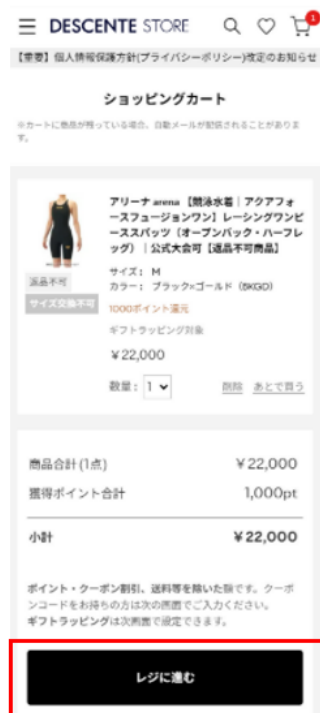 DESCENTE STORE
1
【重要】個人情報保護方針(プライバシーポリシー)改定のお知らせ
ショッピングカート
※カートに商品が残っている場合、自動メールが配信されることがありま
す。
アリーナ arena 【競泳水着｜アクアフォ
ースフュージョンワン】レーシングワンピ
ーススパッツ（オープンバック・ハーフレ
ッグ）｜公式大会可【返品不可商品】
返品不可
サイズ交換不可
サイズ： M
カラー： ブラック×ゴールド（BKGD）
1000ポイント還元
ギフトラッピング対象
¥22,000
数量： 1
削除 あとで買う
商品合計 (1点) ¥22,000
獲得ポイント合計 1,000pt
小計 ¥22,000
ポイント・クーポン割引、送料等を除いた額です。クーポ
ンコードをお持ちの方は次の画面でご入力ください。
ギフトラッピングは次画面で設定できます。
レジに進む